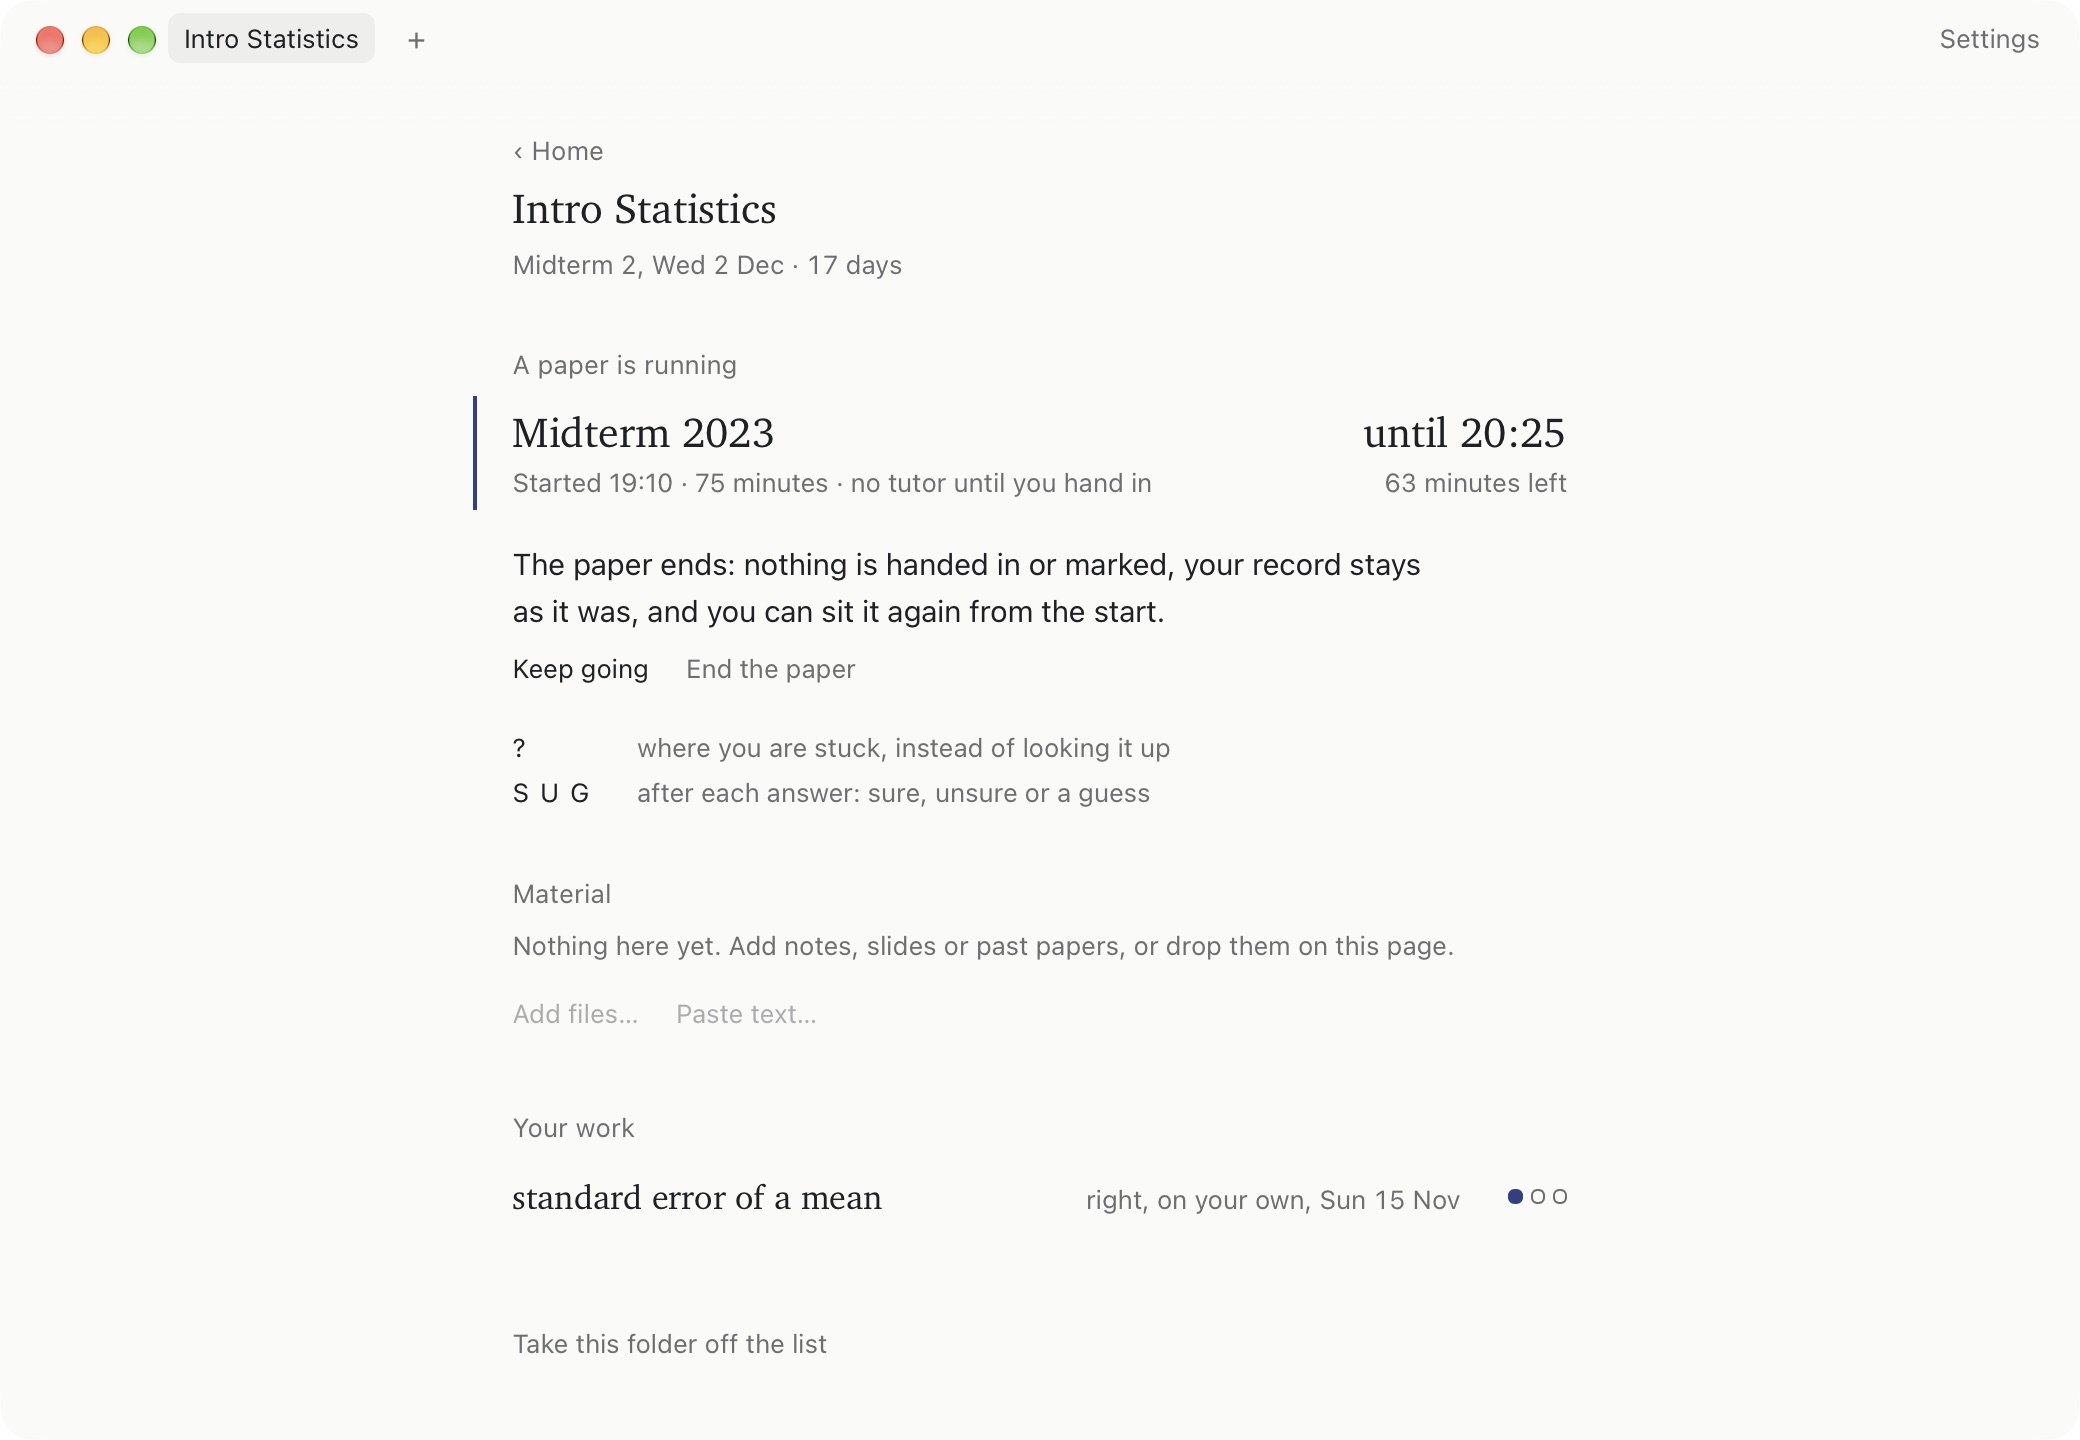 Intro Statistics +
Settings
‹ Home
Intro Statistics
Midterm 2, Wed 2 Dec · 17 days
A paper is running
Midterm 2023
until 20:25
Started 19:10 · 75 minutes · no tutor until you hand in
63 minutes left
The paper ends: nothing is handed in or marked, your record stays
as it was, and you can sit it again from the start.
Keep going
End the paper
? where you are stuck, instead of looking it up
S U G after each answer: sure, unsure or a guess
Material
Nothing here yet. Add notes, slides or past papers, or drop them on this page.
Add files...
Paste text...
Your work
standard error of a mean
right, on your own, Sun 15 Nov
Take this folder off the list